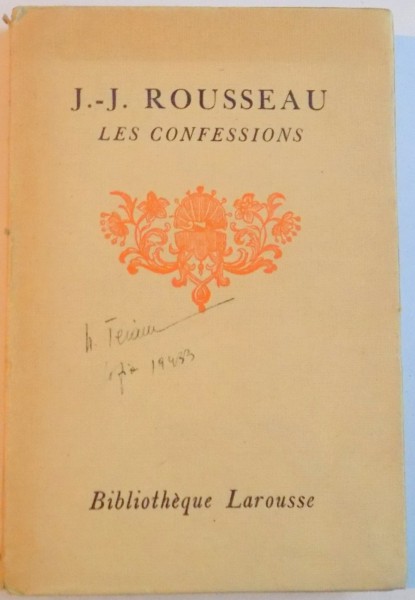 J.-J. ROUSSEAU
LES CONFESSIONS
Bibliothèque Larousse